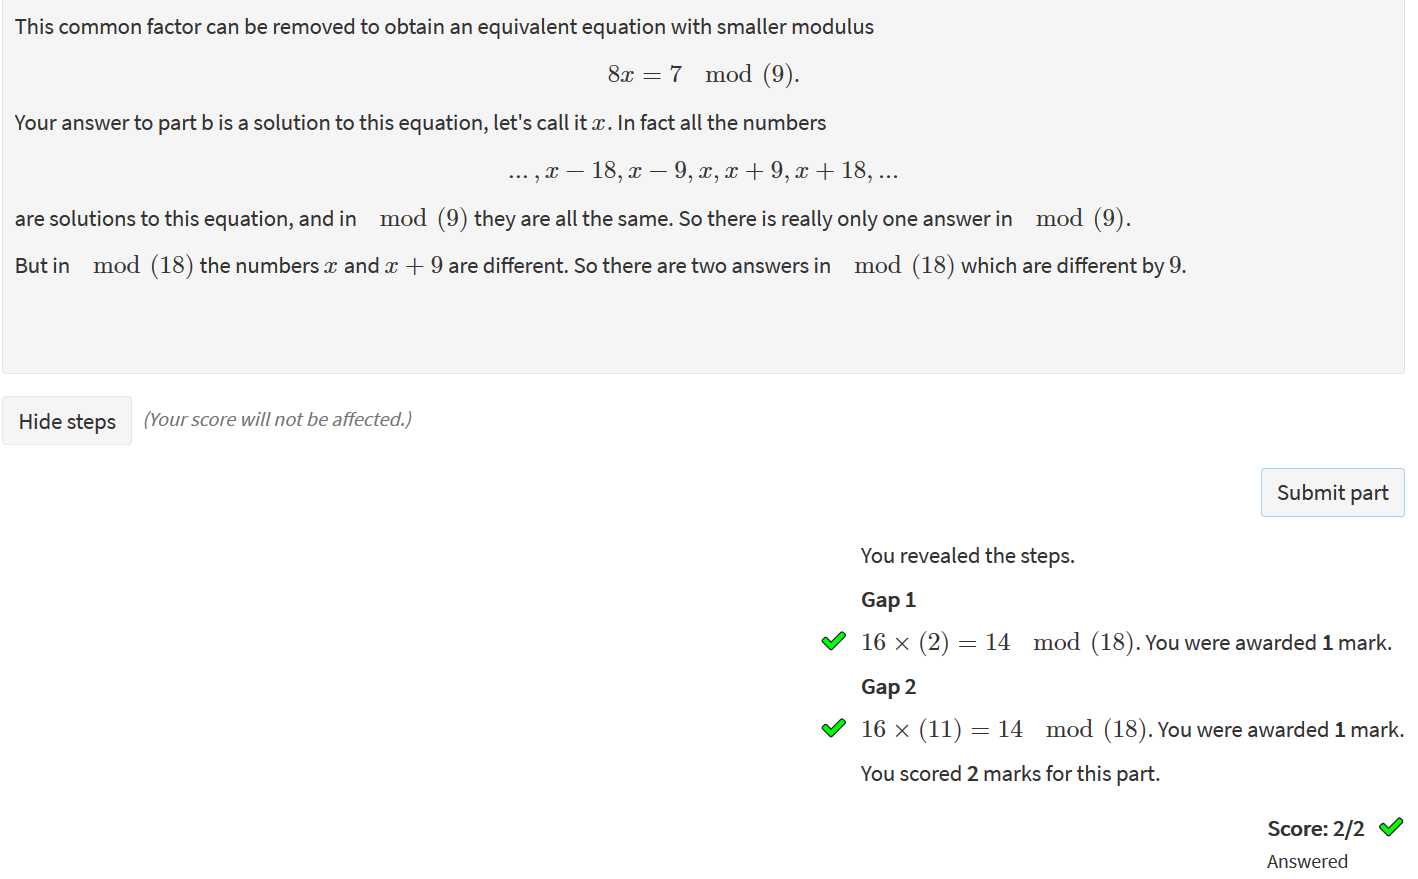 This common factor can be removed to obtain an equivalent equation with smaller modulus
8x = 7 mod (9).
Your answer to part b is a solution to this equation, let's call it x. In fact all the numbers
... , x − 18, x − 9, x, x + 9, x + 18, ...
are solutions to this equation, and in mod (9) they are all the same. So there is really only one answer in mod (9).
But in mod (18) the numbers x and x + 9 are different. So there are two answers in mod (18) which are different by 9.
Hide steps (Your score will not be affected.)
Submit part
You revealed the steps.
Gap 1
16 × (2) = 14 mod (18). You were awarded 1 mark.
Gap 2
16 × (11) = 14 mod (18). You were awarded 1 mark.
You scored 2 marks for this part.
Score: 2/2
Answered